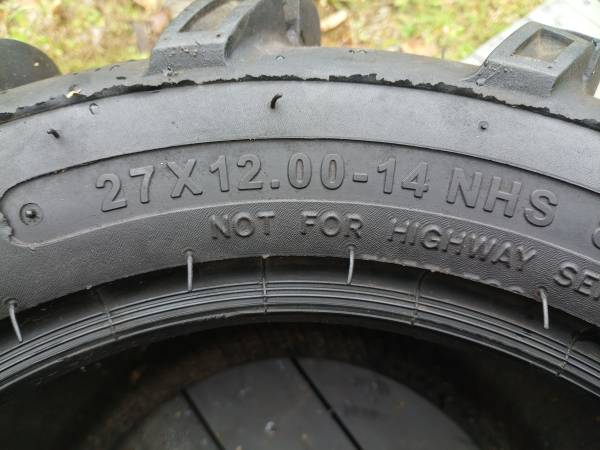 27X12.00-14 NHS
NOT FOR HIGHWAY